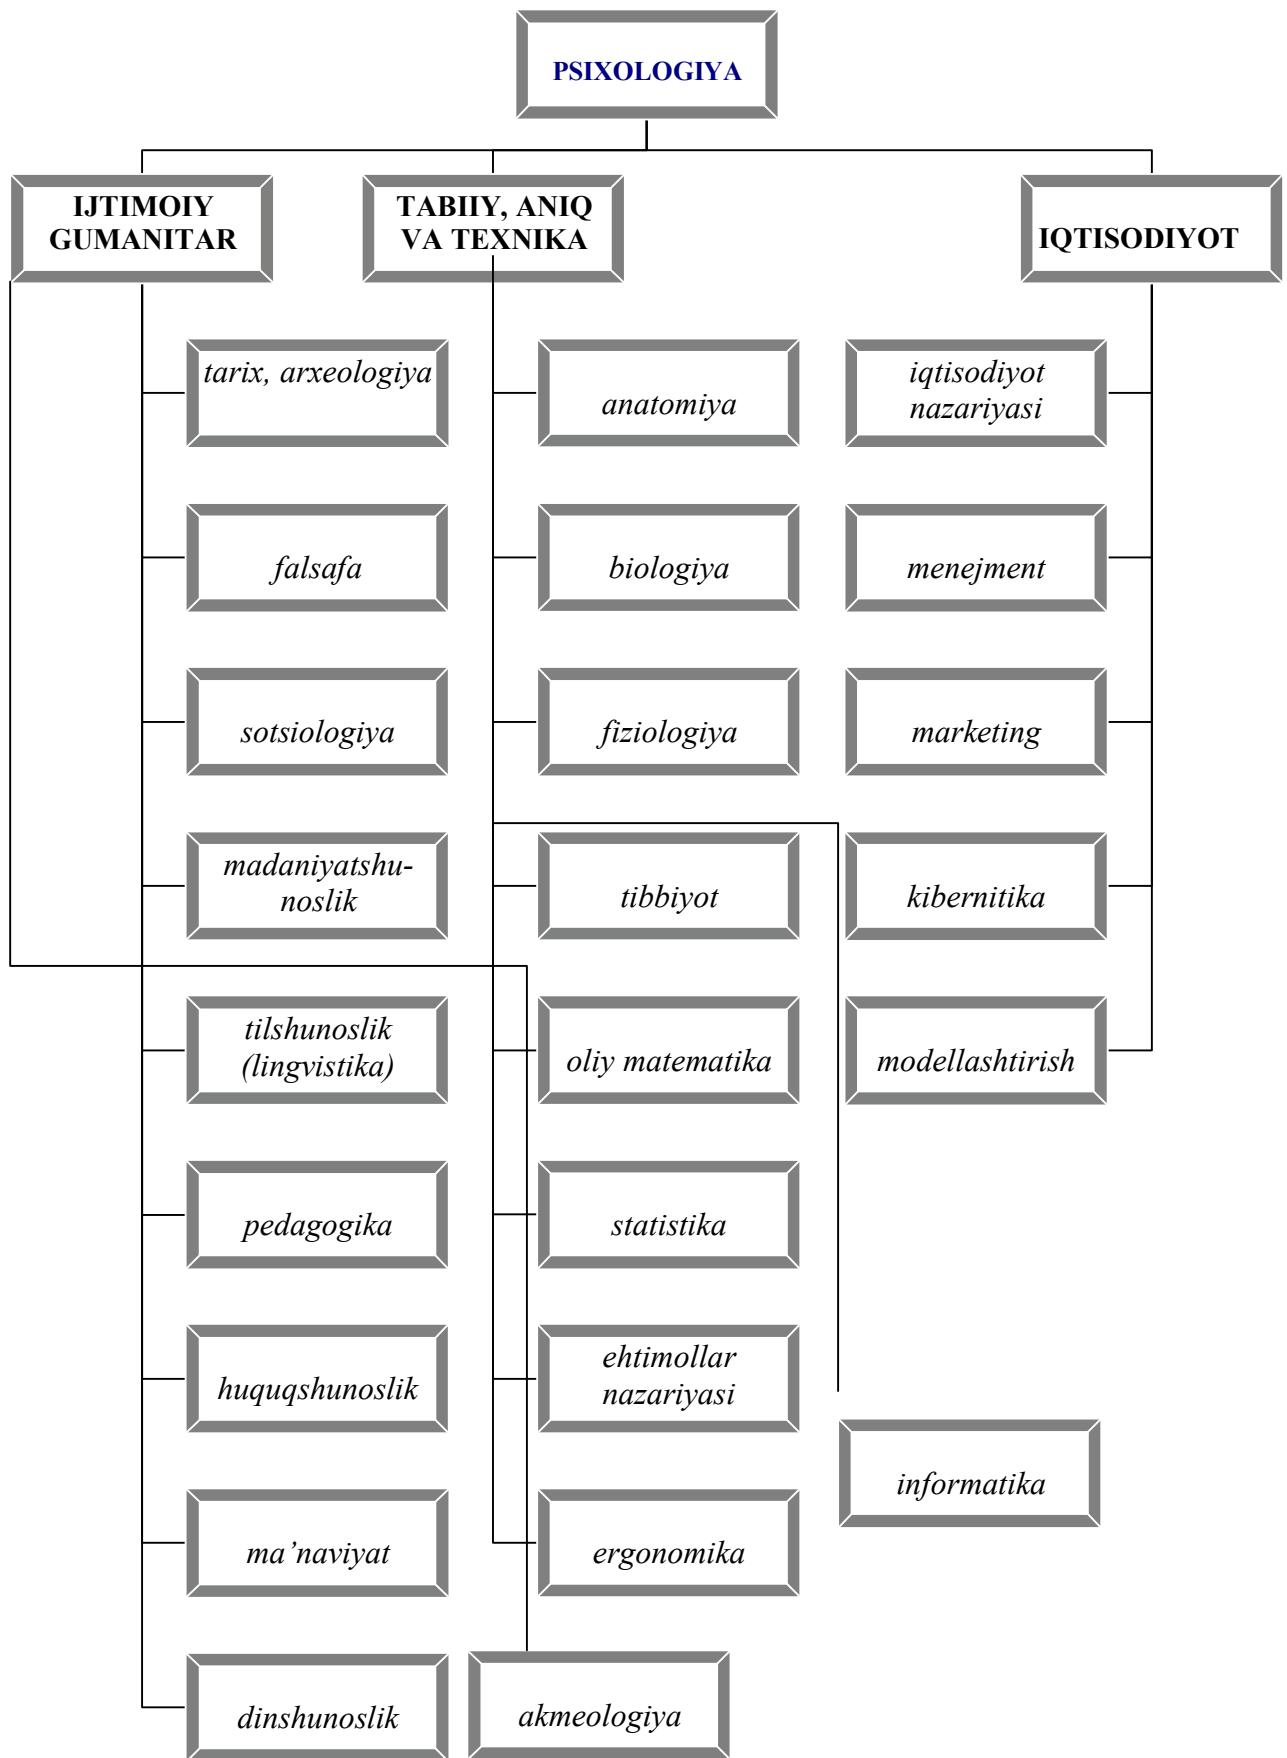 PSIXOLOGIYA
IJTIMOIY
GUMANITAR
TABIIY, ANIQ
VA TEXNIKA
IQTISODIYOT
tarix, arxeologiya
anatomiya
iqtisodiyot
nazariyasi
falsafa
biologiya
menejment
sotsiologiya
fiziologiya
marketing
madaniyatshu-
noslik
tibbiyot
kibernitika
tilshunoslik
(lingvistika)
oliy matematika
modellashtirish
pedagogika
statistika
huquqshunoslik
ehtimollar
nazariyasi
informatika
ma’naviyat
ergonomika
dinshunoslik
akmeologiya